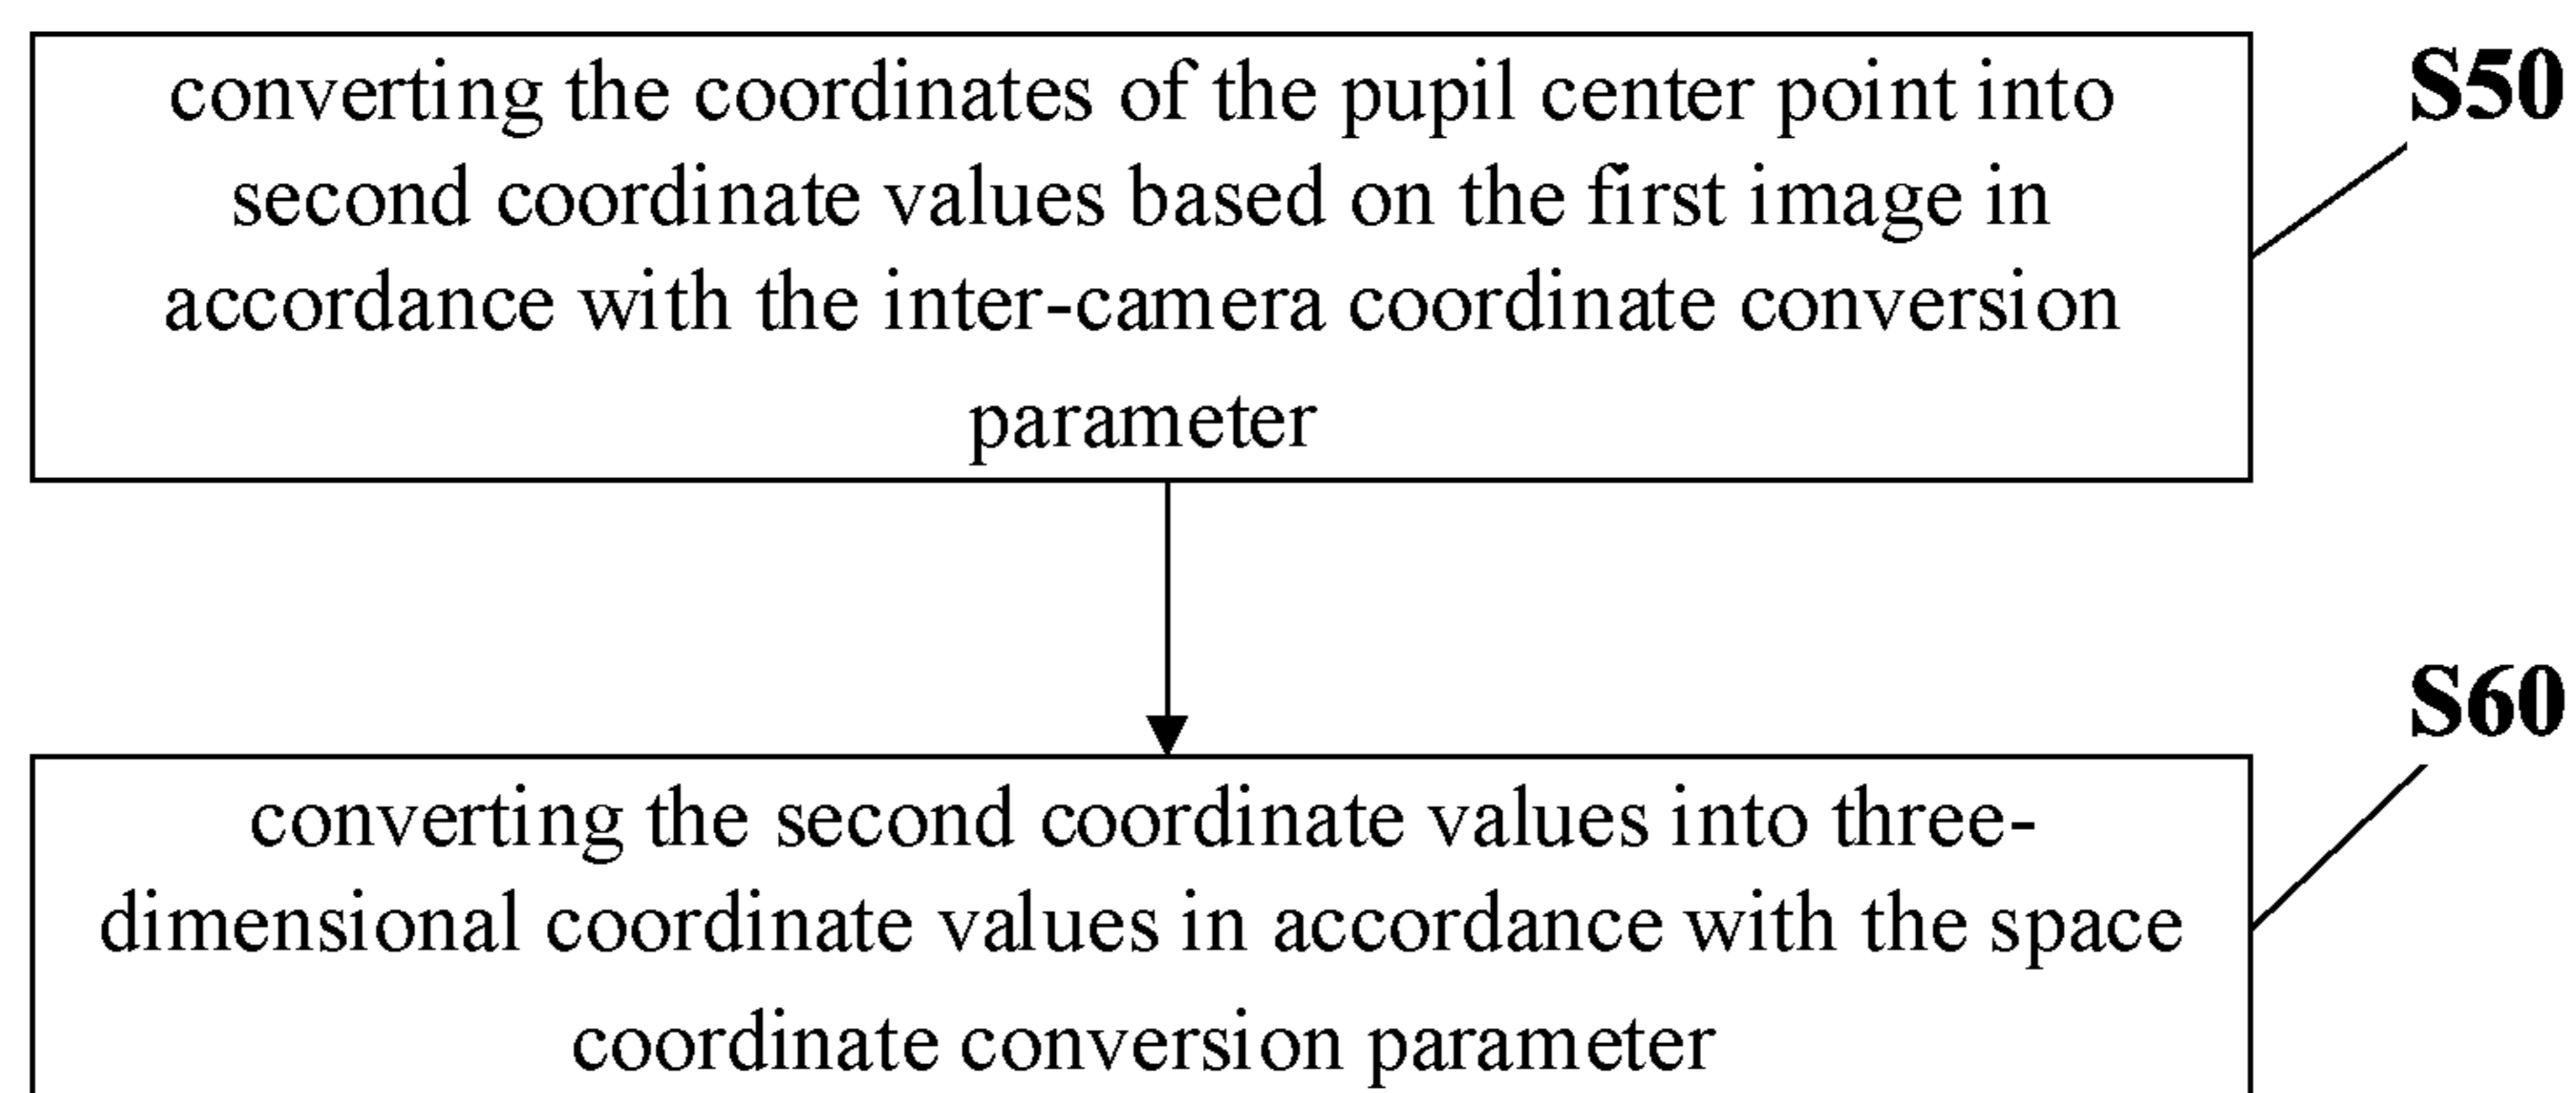 converting the coordinates of the pupil center point into
second coordinate values based on the first image in
accordance with the inter-camera coordinate conversion
parameter
S50
converting the second coordinate values into three-
dimensional coordinate values in accordance with the space
coordinate conversion parameter
S60